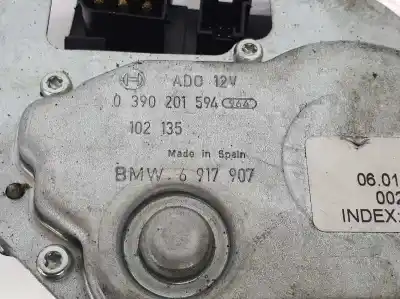 ADO 12V
0 390 201 594
102 135
Made in Spain
BMW. 6 917 907
06.01
002
INDEX: